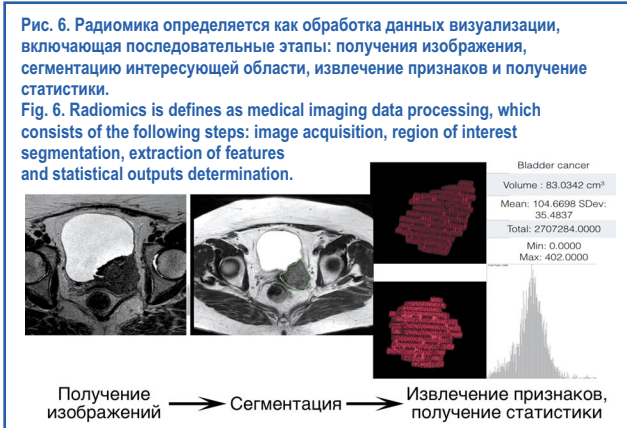 Рис. 6. Радиомика определяется как обработка данных визуализации,
включающая последовательные этапы: получения изображения,
сегментацию интересующей области, извлечение признаков и получение
статистики.
Fig. 6. Radiomics is defines as medical imaging data processing, which
consists of the following steps: image acquisition, region of interest
segmentation, extraction of features
and statistical outputs determination.
Bladder cancer
Volume : 83.0342 cm³
Mean: 104.6698 SDev:
35.4837
Total: 2707284.0000
Min: 0.0000
Max: 402.0000
Получение
изображений
Сегментация
Извлечение признаков,
получение статистики